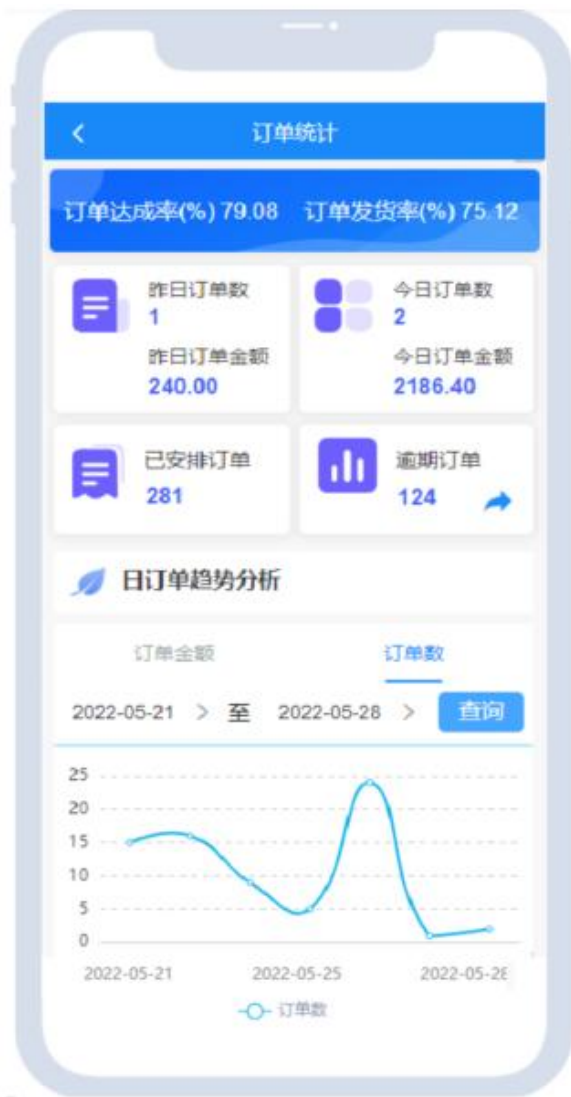 订单统计
订单达成率(%) 79.08 订单发货率(%) 75.12
昨日订单数
1
昨日订单金额
240.00
今日订单数
2
今日订单金额
2186.40
已安排订单
281
逾期订单
124
日订单趋势分析
订单金额 订单数
2022-05-21 > 至 2022-05-28 > 查询
25
20
15
10
5
0
2022-05-21 2022-05-25 2022-05-28
订单数